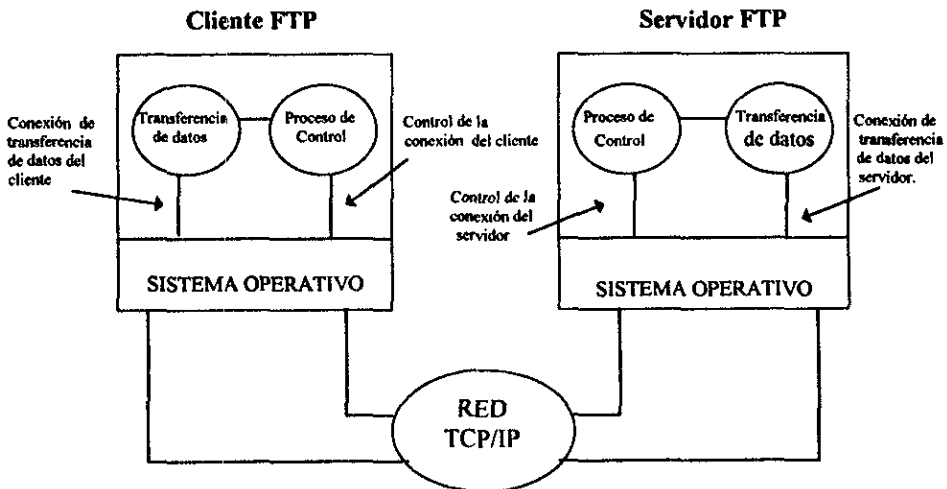 Cliente FTP
Servidor FTP
Conexión de
transferencia
de datos del
cliente
Transferencia
de datos
Proceso de
Control
Control de la
conexión del cliente
Proceso de
Control
Transferencia
de datos
Conexión de
transferencia
de datos del
servidor.
Control de la
conexión del
servidor
SISTEMA OPERATIVO
SISTEMA OPERATIVO
RED
TCP/IP